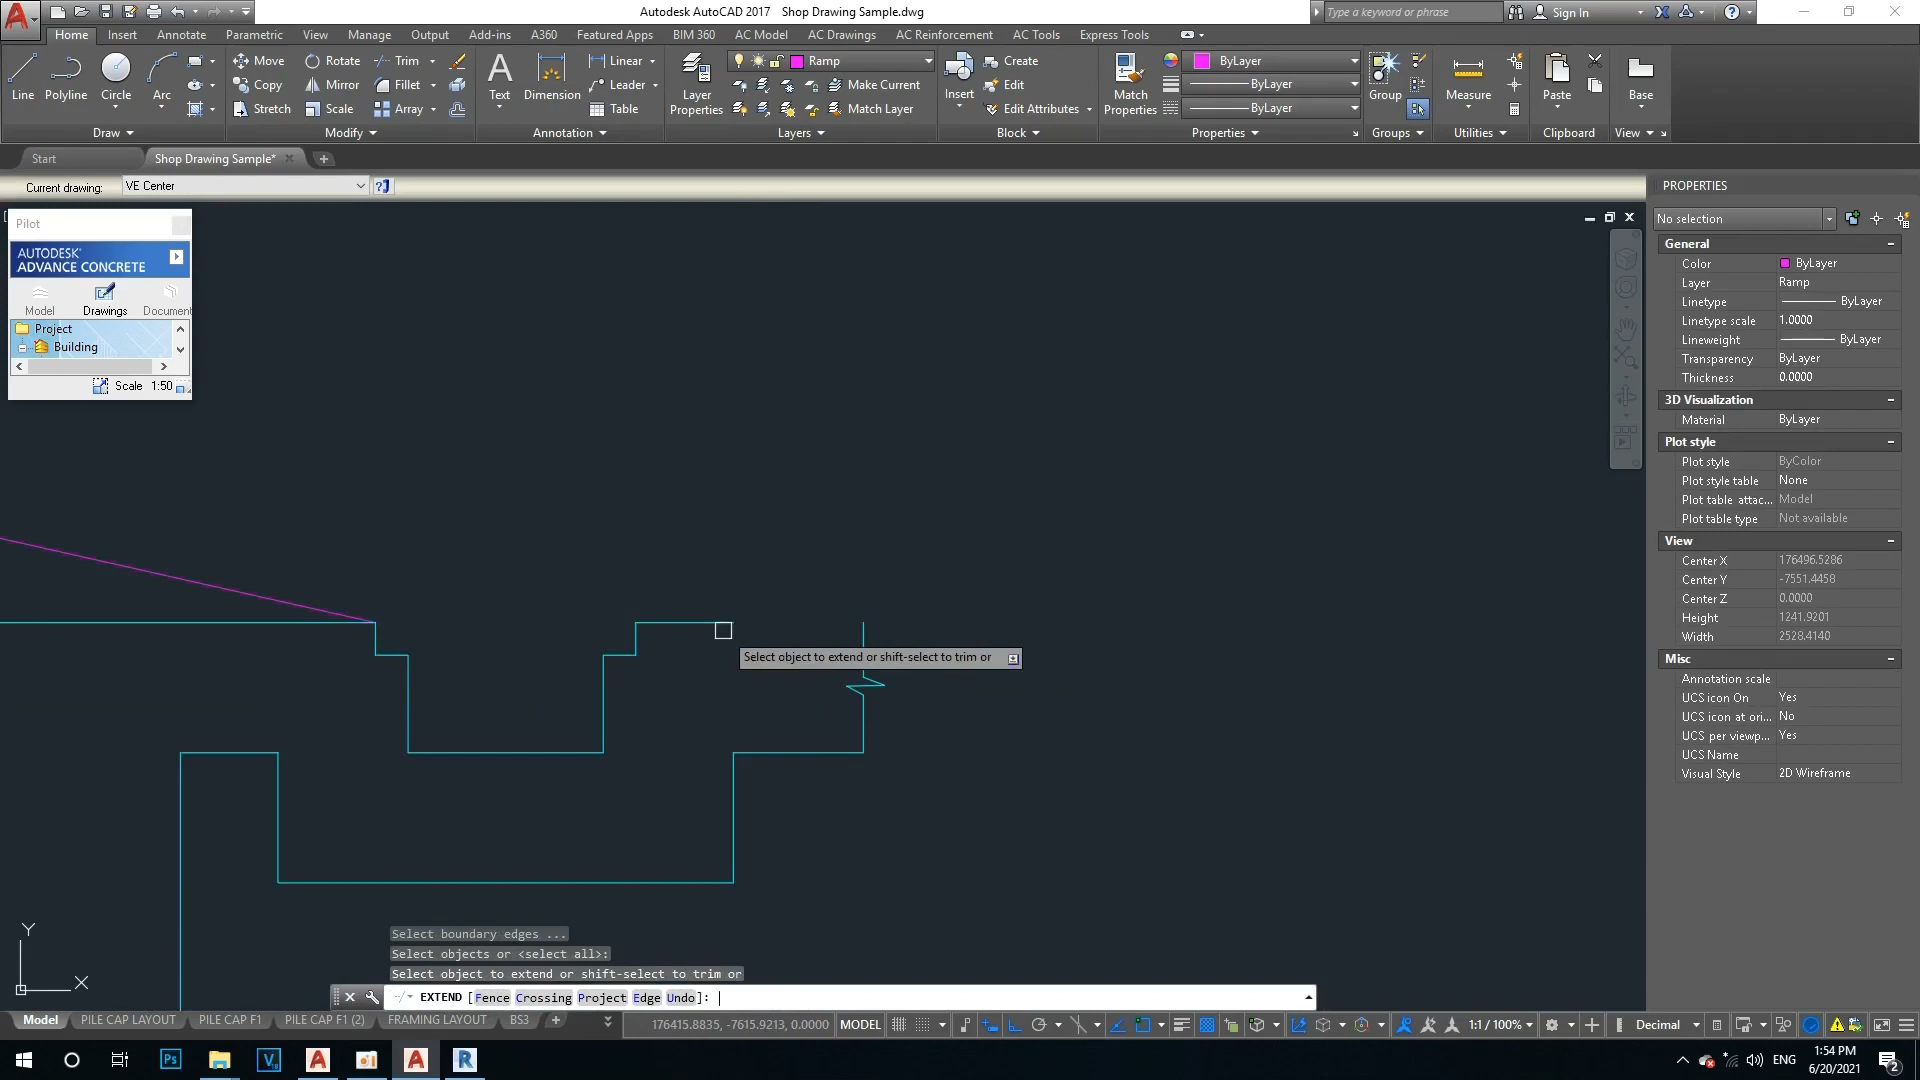 Autodesk AutoCAD 2017 Shop Drawing Sample.dwg
Type a keyword or phrase
Sign In
Home Insert Annotate Parametric View Manage Output Add-ins A360 Featured Apps BIM 360 AC Model AC Drawings AC Reinforcement AC Tools Express Tools
Line Polyline Circle Arc
Move Rotate Trim
Copy Mirror Fillet
Stretch Scale Array
Text Dimension
Linear
Leader
Table
Layer Properties
Ramp
Make Current
Match Layer
Insert
Create
Edit
Edit Attributes
Match Properties
ByLayer
ByLayer
ByLayer
Group
Measure
Paste
Base
Draw Modify Annotation Layers Block Properties Groups Utilities Clipboard View
Start Shop Drawing Sample*
Current drawing: VE Center
Pilot
AUTODESK®
ADVANCE CONCRETE
Model Drawings Document
Project
Building
Scale 1:50
Select object to extend or shift-select to trim or
PROPERTIES
No selection
General
Color ByLayer
Layer Ramp
Linetype ByLayer
Linetype scale 1.0000
Lineweight ByLayer
Transparency ByLayer
Thickness 0.0000
3D Visualization
Material ByLayer
Plot style
Plot style ByColor
Plot style table None
Plot table attac... Model
Plot table type Not available
View
Center X 176496.5286
Center Y -7551.4458
Center Z 0.0000
Height 1241.9201
Width 2528.4140
Misc
Annotation scale
UCS icon On Yes
UCS icon at ori... No
UCS per viewp... Yes
UCS Name
Visual Style 2D Wireframe
Y
X
Select boundary edges ...
Select objects or <select all>:
Select object to extend or shift-select to trim or
EXTEND [Fence Crossing Project Edge Undo]:
Model PILE CAP LAYOUT PILE CAP F1 PILE CAP F1 (2) FRAMING LAYOUT BS3
176415.8835, -7615.9213, 0.0000 MODEL 1:1 / 100% Decimal
Ps
A A R
ENG
1:54 PM
6/20/2021
2